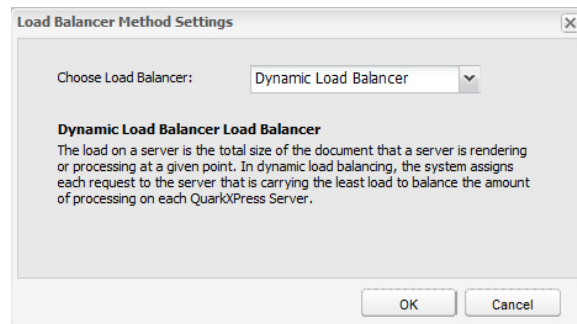 Load Balancer Method Settings
Choose Load Balancer: Dynamic Load Balancer
Dynamic Load Balancer Load Balancer
The load on a server is the total size of the document that a server is rendering
or processing at a given point. In dynamic load balancing, the system assigns
each request to the server that is carrying the least load to balance the amount
of processing on each QuarkXPress Server.
OK Cancel